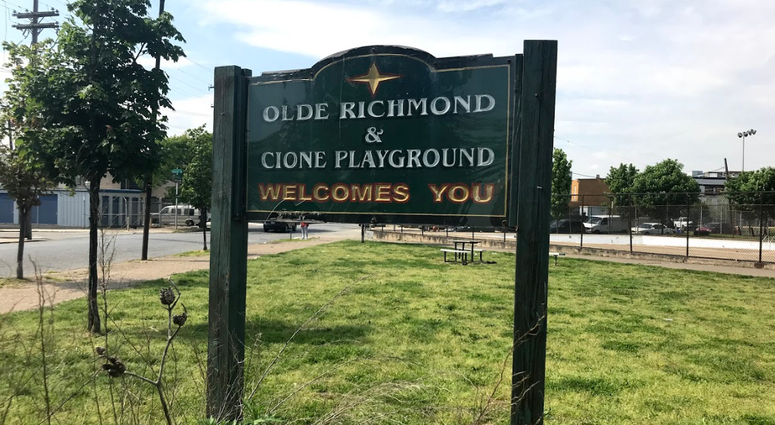 OLDE RICHMOND
&
CIONE PLAYGROUND
WELCOMES YOU